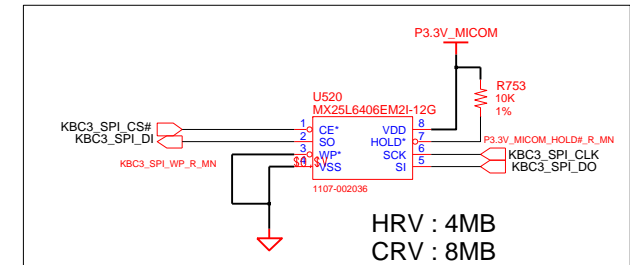 P3.3V_MICOM
R753
10K
1%
U520
MX25L6406EM2I-12G
KBC3_SPI_CS# 1 CE* VDD 8
KBC3_SPI_DI 2 SO HOLD* 7 P3.3V_MICOM_HOLD#_R_MN
KBC3_SPI_WP_R_MN 3 WP* SCK 6 KBC3_SPI_CLK
VSS SI 5 KBC3_SPI_DO
1107-002036
HRV : 4MB
CRV : 8MB